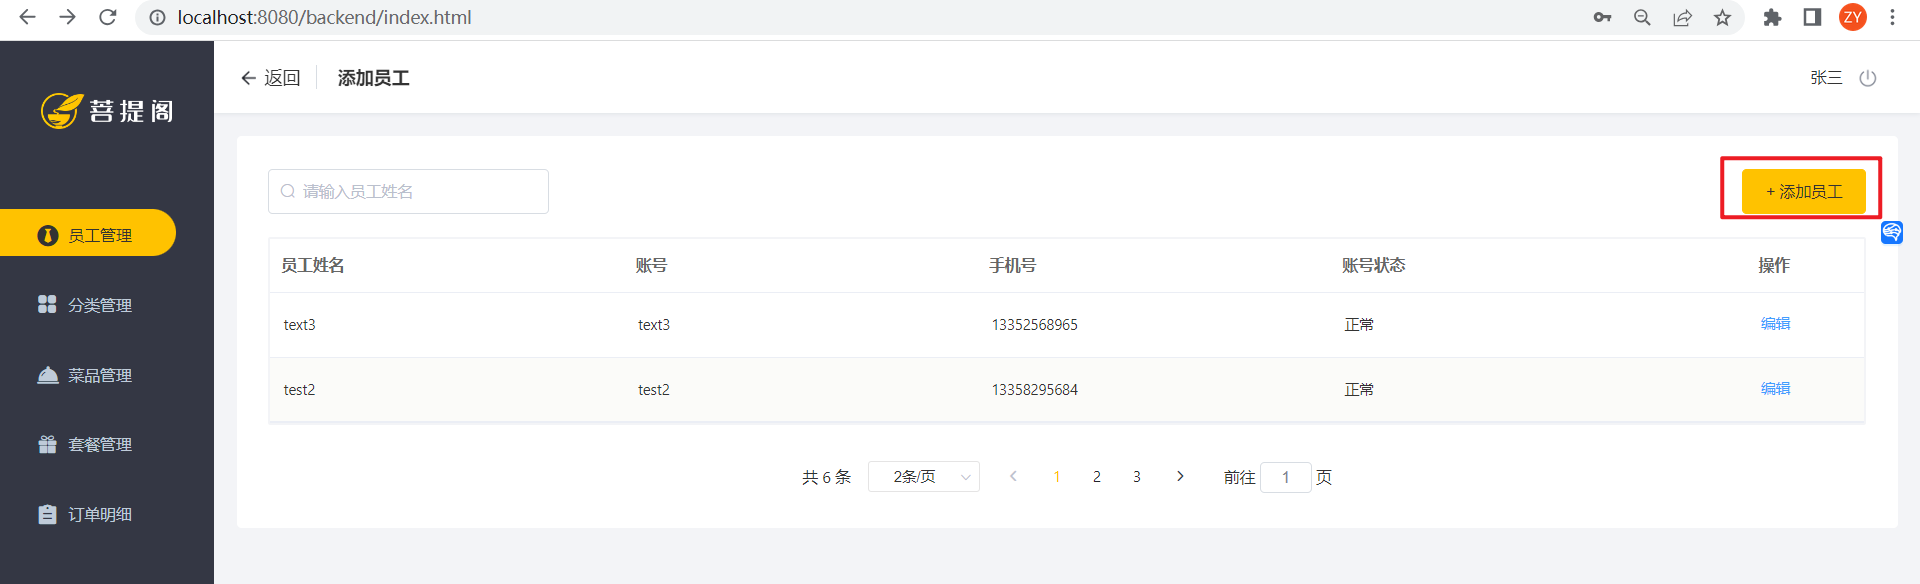 localhost:8080/backend/index.html
ZY
菩提阁
返回
添加员工
张三
员工管理
分类管理
菜品管理
套餐管理
订单明细
请输入员工姓名
+ 添加员工
员工姓名 账号 手机号 账号状态 操作
text3 text3 13352568965 正常 编辑
test2 test2 13358295684 正常 编辑
共 6 条 2条/页 1 2 3 前往 1 页